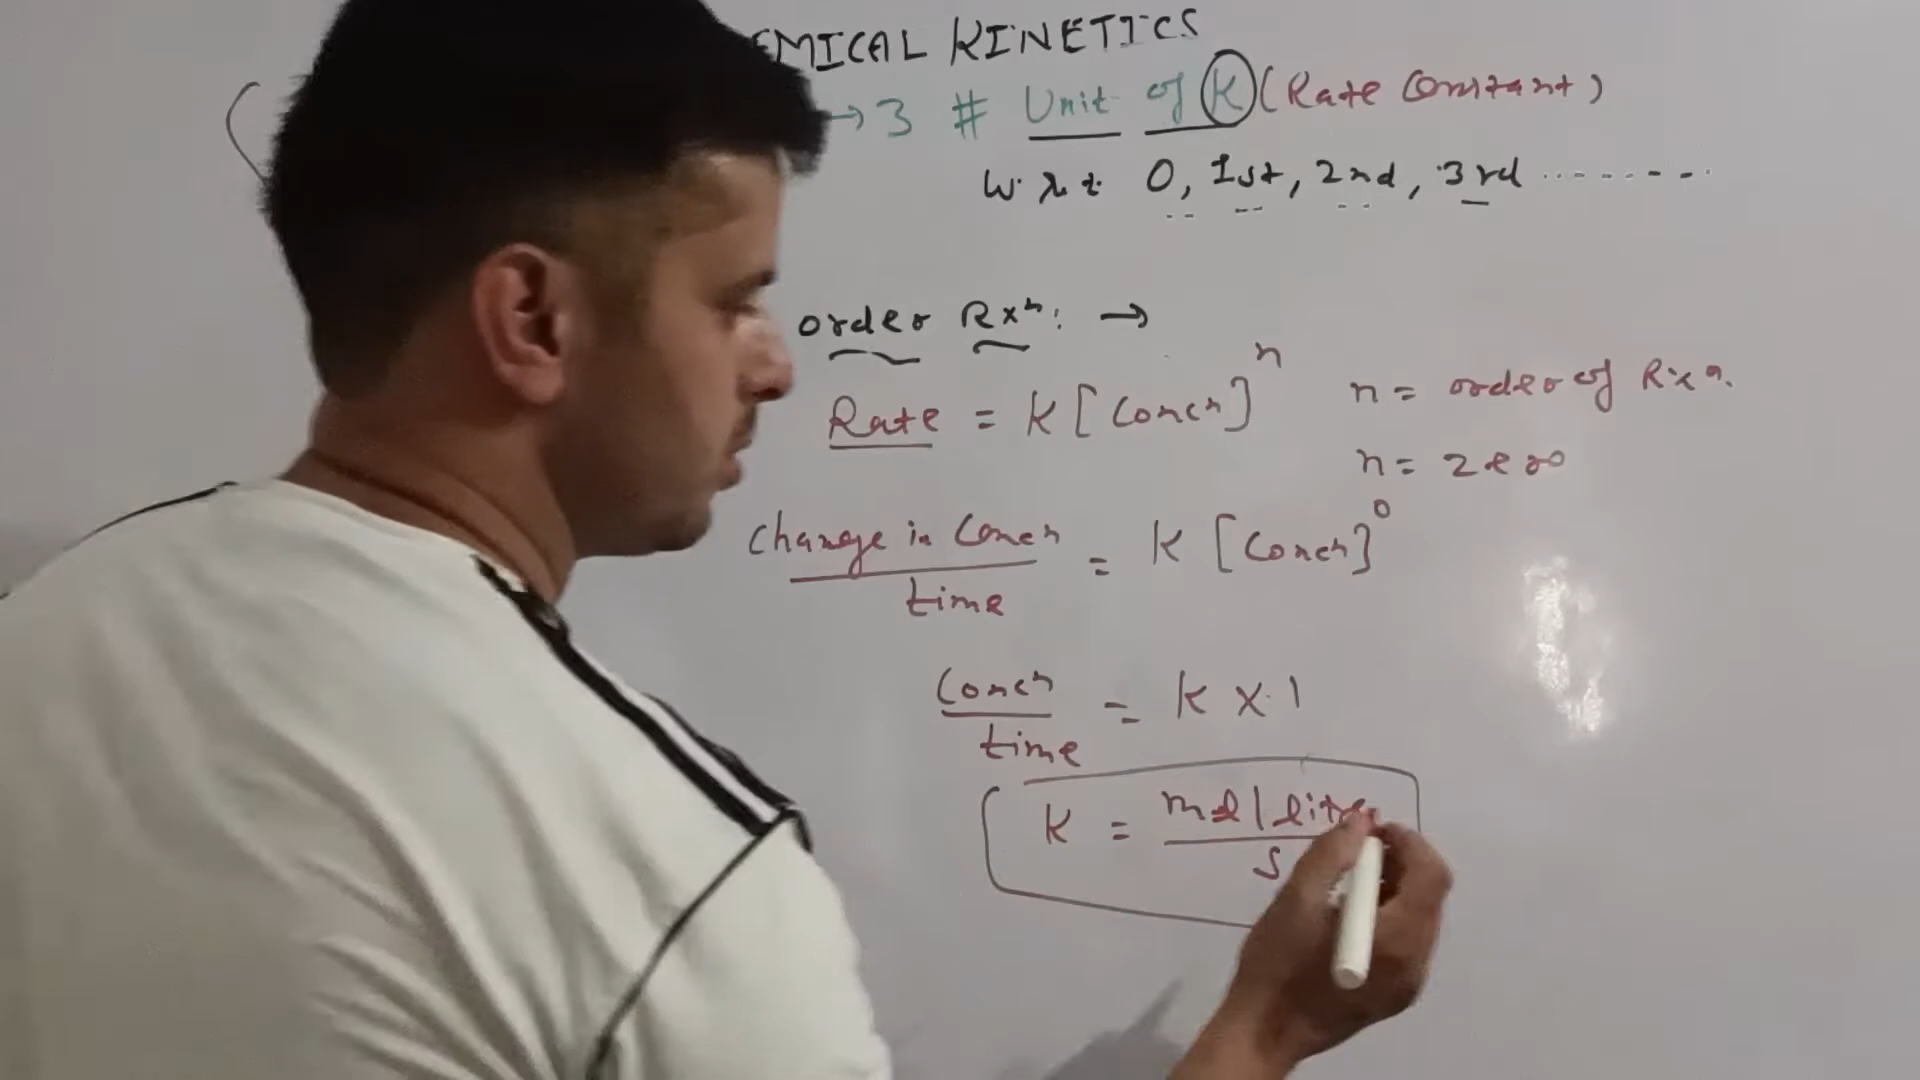 EMICAL KINETICS
→ 3 # Unit of K (Rate Constant)
w.r.t 0, 1st, 2nd, 3rd .......
order Rxn: →
Rate = K [Concn]^n n = order of Rxn.
n = zero
Change in Concn / time = K [Concn]^0
Concn / time = K x 1
K = mol/litre / s